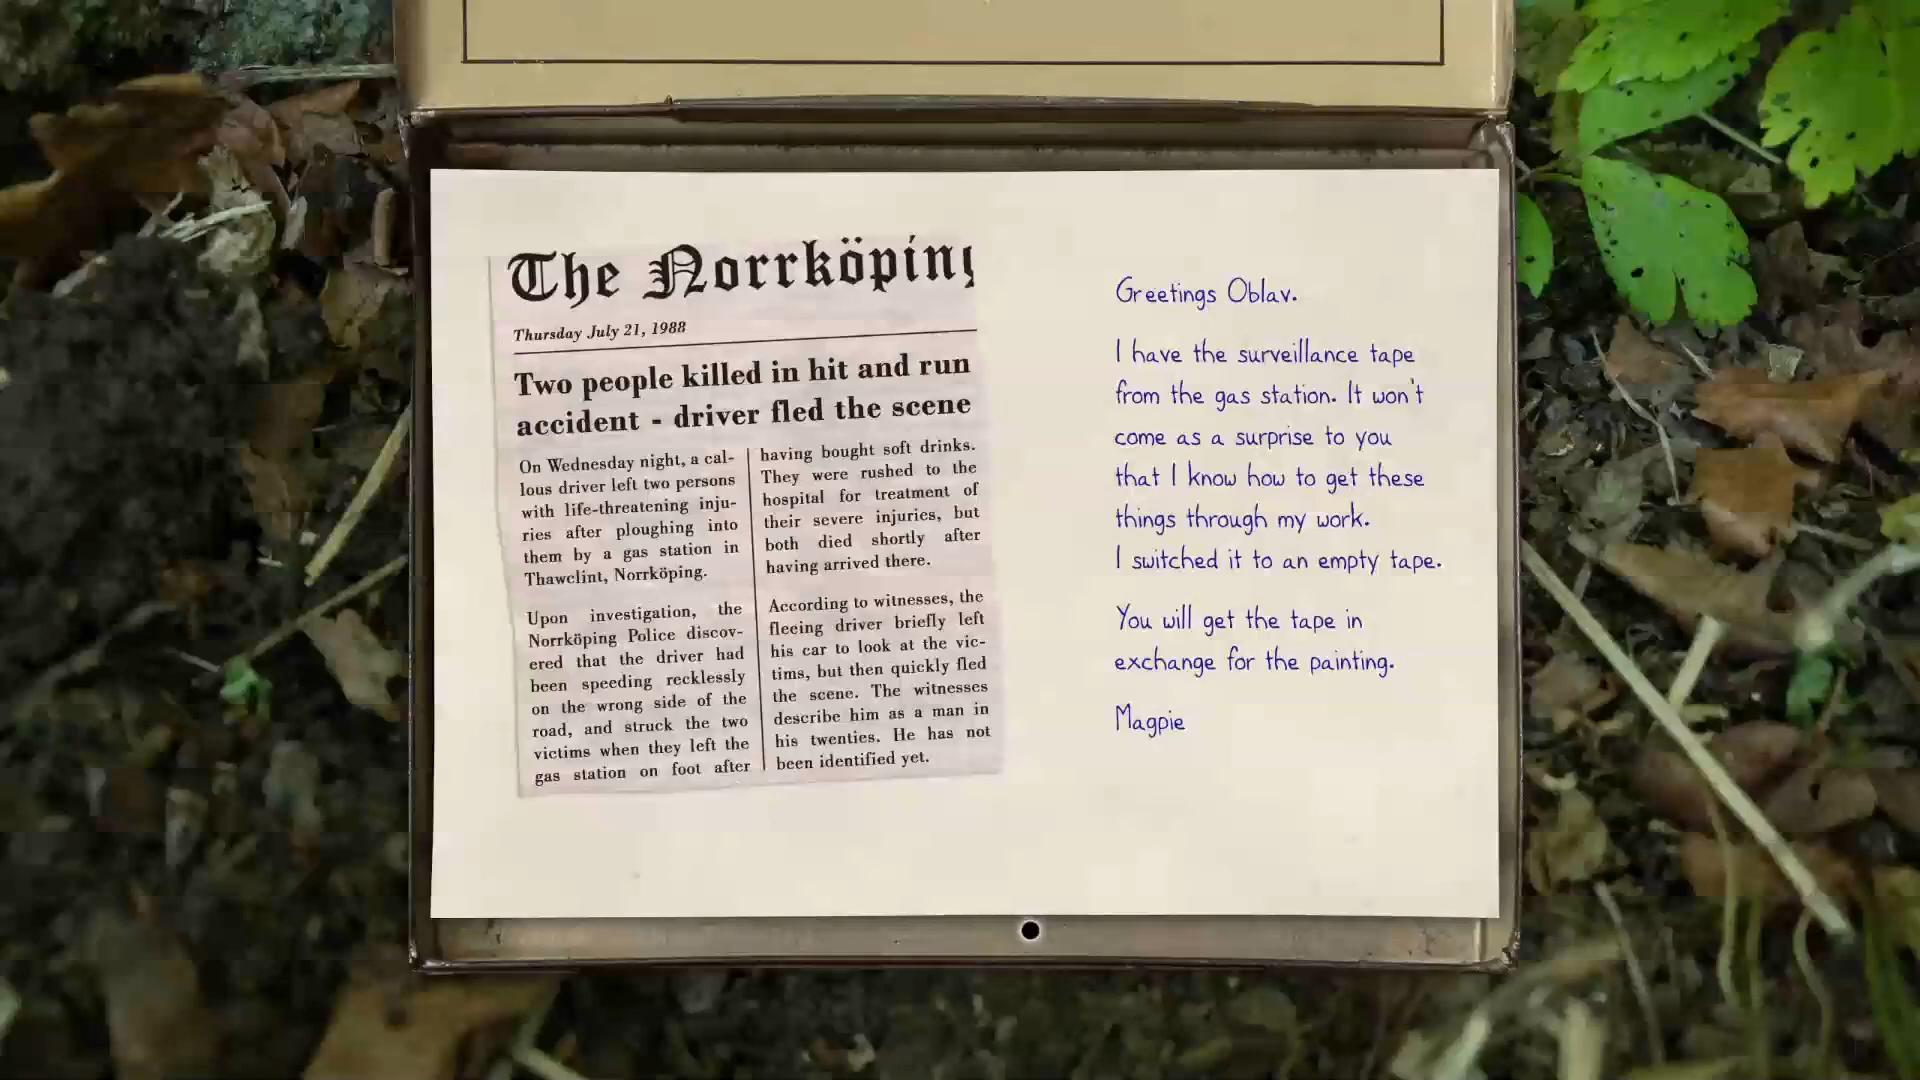 The Norrköping
Thursday July 21, 1988
Two people killed in hit and run
accident - driver fled the scene
On Wednesday night, a cal-
lous driver left two persons
with life-threatening inju-
ries after ploughing into
them by a gas station in
Thawclint, Norrköping.
Upon investigation, the
Norrköping Police discov-
ered that the driver had
been speeding recklessly
on the wrong side of the
road, and struck the two
victims when they left the
gas station on foot after
having bought soft drinks.
They were rushed to the
hospital for treatment of
their severe injuries, but
both died shortly after
having arrived there.
According to witnesses, the
fleeing driver briefly left
his car to look at the vic-
tims, but then quickly fled
the scene. The witnesses
describe him as a man in
his twenties. He has not
been identified yet.
Greetings Oblav.
I have the surveillance tape
from the gas station. It won't
come as a surprise to you
that I know how to get these
things through my work.
I switched it to an empty tape.
You will get the tape in
exchange for the painting.
Magpie